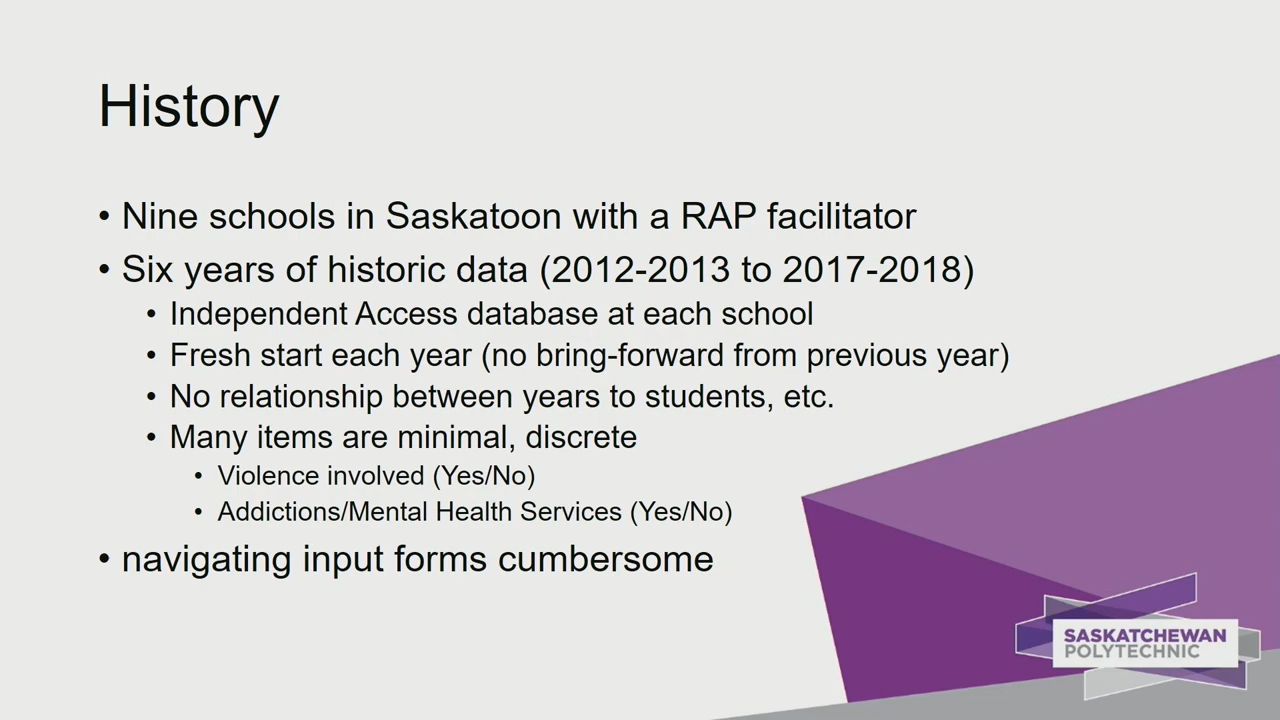 History
• Nine schools in Saskatoon with a RAP facilitator
• Six years of historic data (2012-2013 to 2017-2018)
• Independent Access database at each school
• Fresh start each year (no bring-forward from previous year)
• No relationship between years to students, etc.
• Many items are minimal, discrete
• Violence involved (Yes/No)
• Addictions/Mental Health Services (Yes/No)
• navigating input forms cumbersome
SASKATCHEWAN
POLYTECHNIC